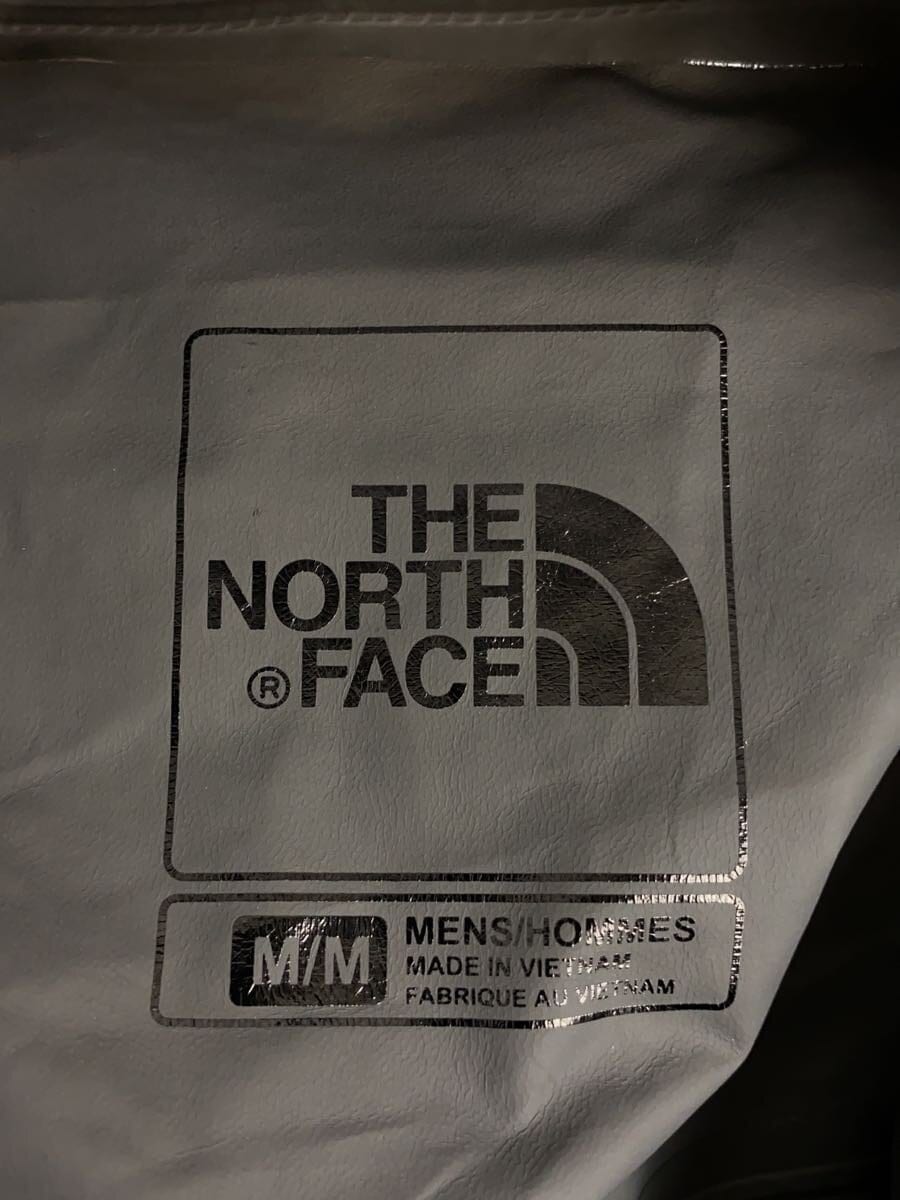 THE
NORTH
®FACE
M/M
MENS/HOMMES
MADE IN VIETNAM
FABRIQUE AU VIETNAM